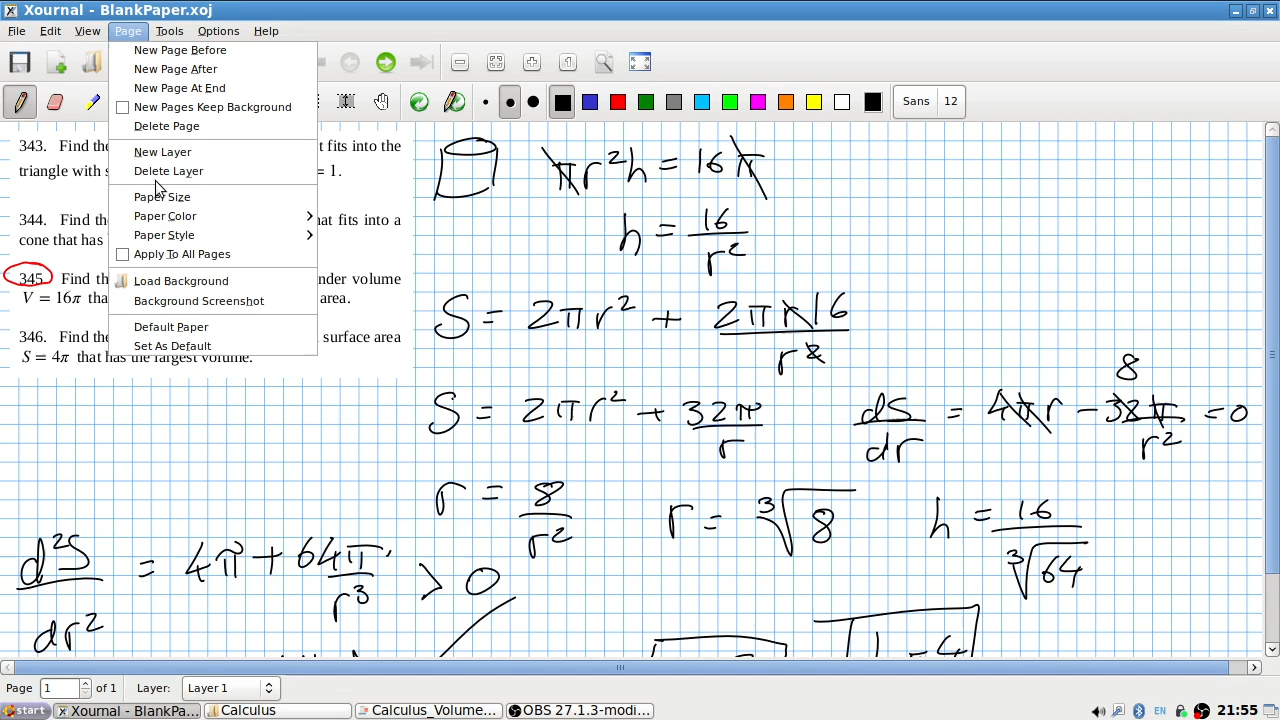 Xournal - BlankPaper.xoj
File Edit View Page Tools Options Help
New Page Before
New Page After
New Page At End
New Pages Keep Background
Delete Page
New Layer
Delete Layer
Paper Size
Paper Color
Paper Style
Apply To All Pages
Load Background
Background Screenshot
Default Paper
Set As Default
Sans 12
343. Find the t fits into the
triangle with s = 1.
344. Find the hat fits into a
cone that has
345. Find th nder volume
V = 16π tha area.
346. Find the surface area
S = 4π that has the largest volume.
πr²h = 16π
h = 16/r²
S = 2πr² + 2πr16/r²
S = 2πr² + 32π/r dS/dr = 4πr - 32π/r² = 0
8
r = 8/r² r = ∛8 h = 16/∛64
d²S/dr² = 4π + 64π/r³ > 0
Page 1 of 1 Layer: Layer 1
start Xournal - BlankPa... Calculus Calculus_Volume... OBS 27.1.3-modi... EN 21:55